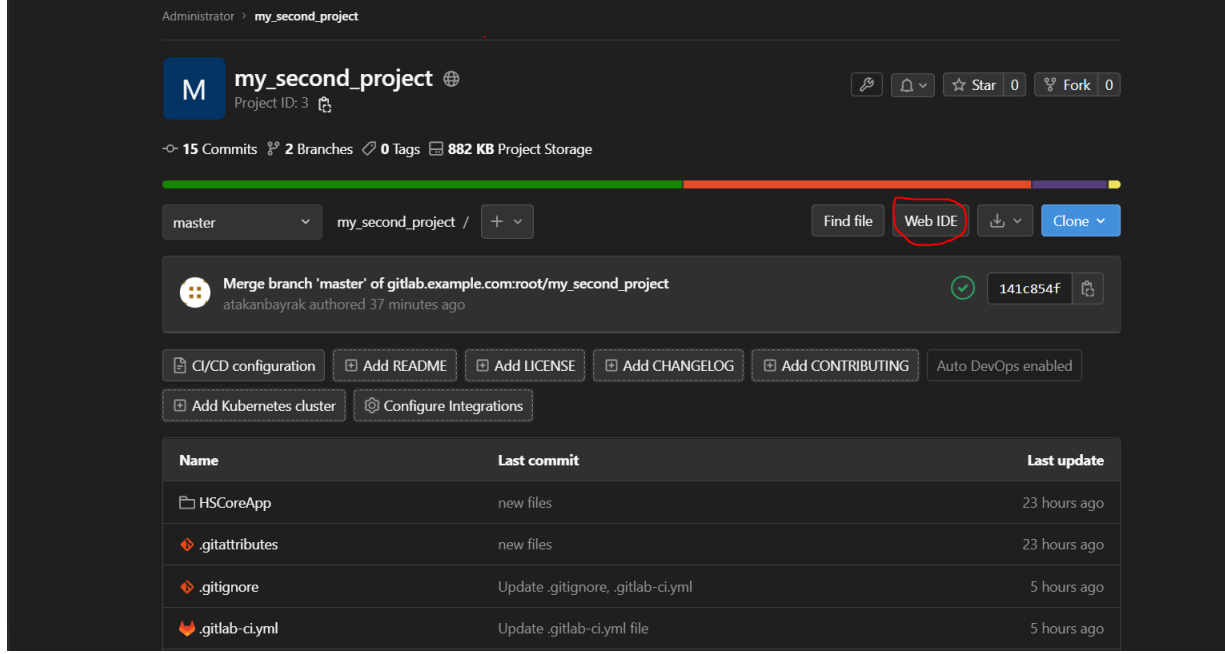 Administrator > my_second_project
M
my_second_project
Project ID: 3
Star 0
Fork 0
15 Commits 2 Branches 0 Tags 882 KB Project Storage
master
my_second_project /
+
Find file
Web IDE
Clone
Merge branch 'master' of gitlab.example.com:root/my_second_project
atakanbayrak authored 37 minutes ago
141c854f
CI/CD configuration
Add README
Add LICENSE
Add CHANGELOG
Add CONTRIBUTING
Auto DevOps enabled
Add Kubernetes cluster
Configure Integrations
Name Last commit Last update
HSCoreApp new files 23 hours ago
.gitattributes new files 23 hours ago
.gitignore Update .gitignore, .gitlab-ci.yml 5 hours ago
.gitlab-ci.yml Update .gitlab-ci.yml file 5 hours ago